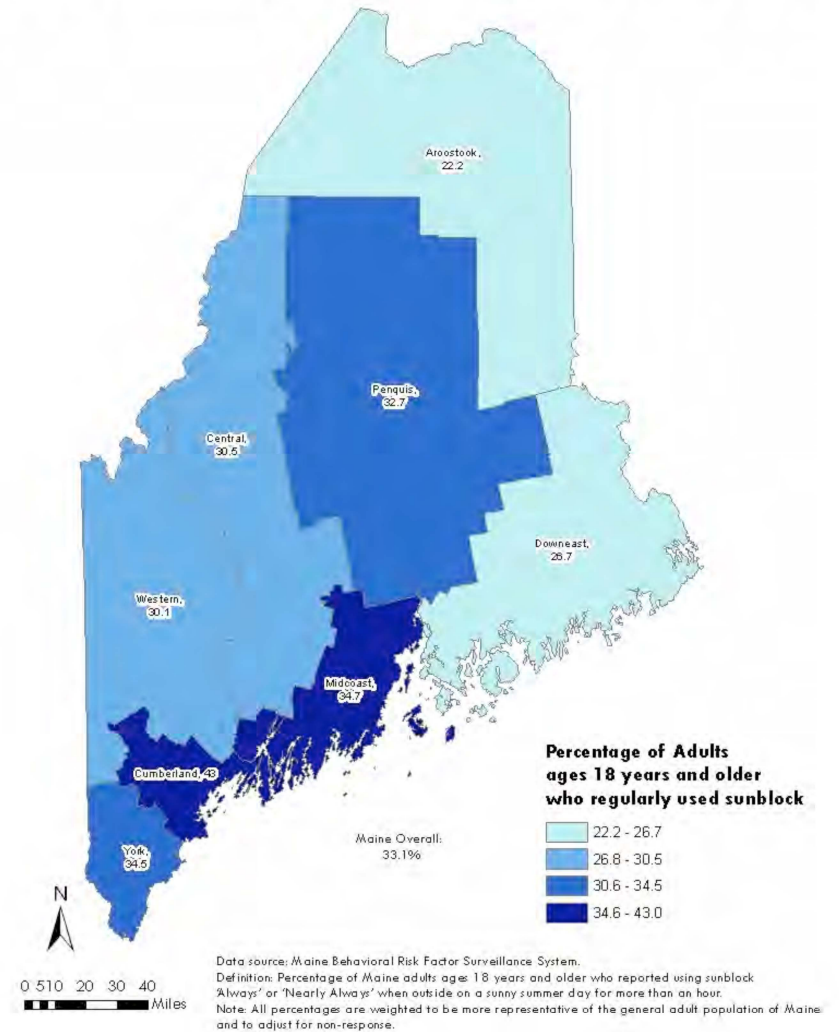 Aroostook,
22.2
Penquis,
32.7
Central,
30.5
Downeast,
26.7
Western,
30.1
Midcoast,
34.7
Cumberland, 43
York,
34.5
Maine Overall:
33.1%
Percentage of Adults
ages 18 years and older
who regularly used sunblock
22.2 - 26.7
26.8 - 30.5
30.6 - 34.5
34.6 - 43.0
N
0 510 20 30 40
Miles
Data source: Maine Behavioral Risk Factor Surveillance System.
Definition: Percentage of Maine adults ages 18 years and older who reported using sunblock
'Always' or 'Nearly Always' when outside on a sunny summer day for more than an hour.
Note: All percentages are weighted to be more representative of the general adult population of Maine
and to adjust for non-response.